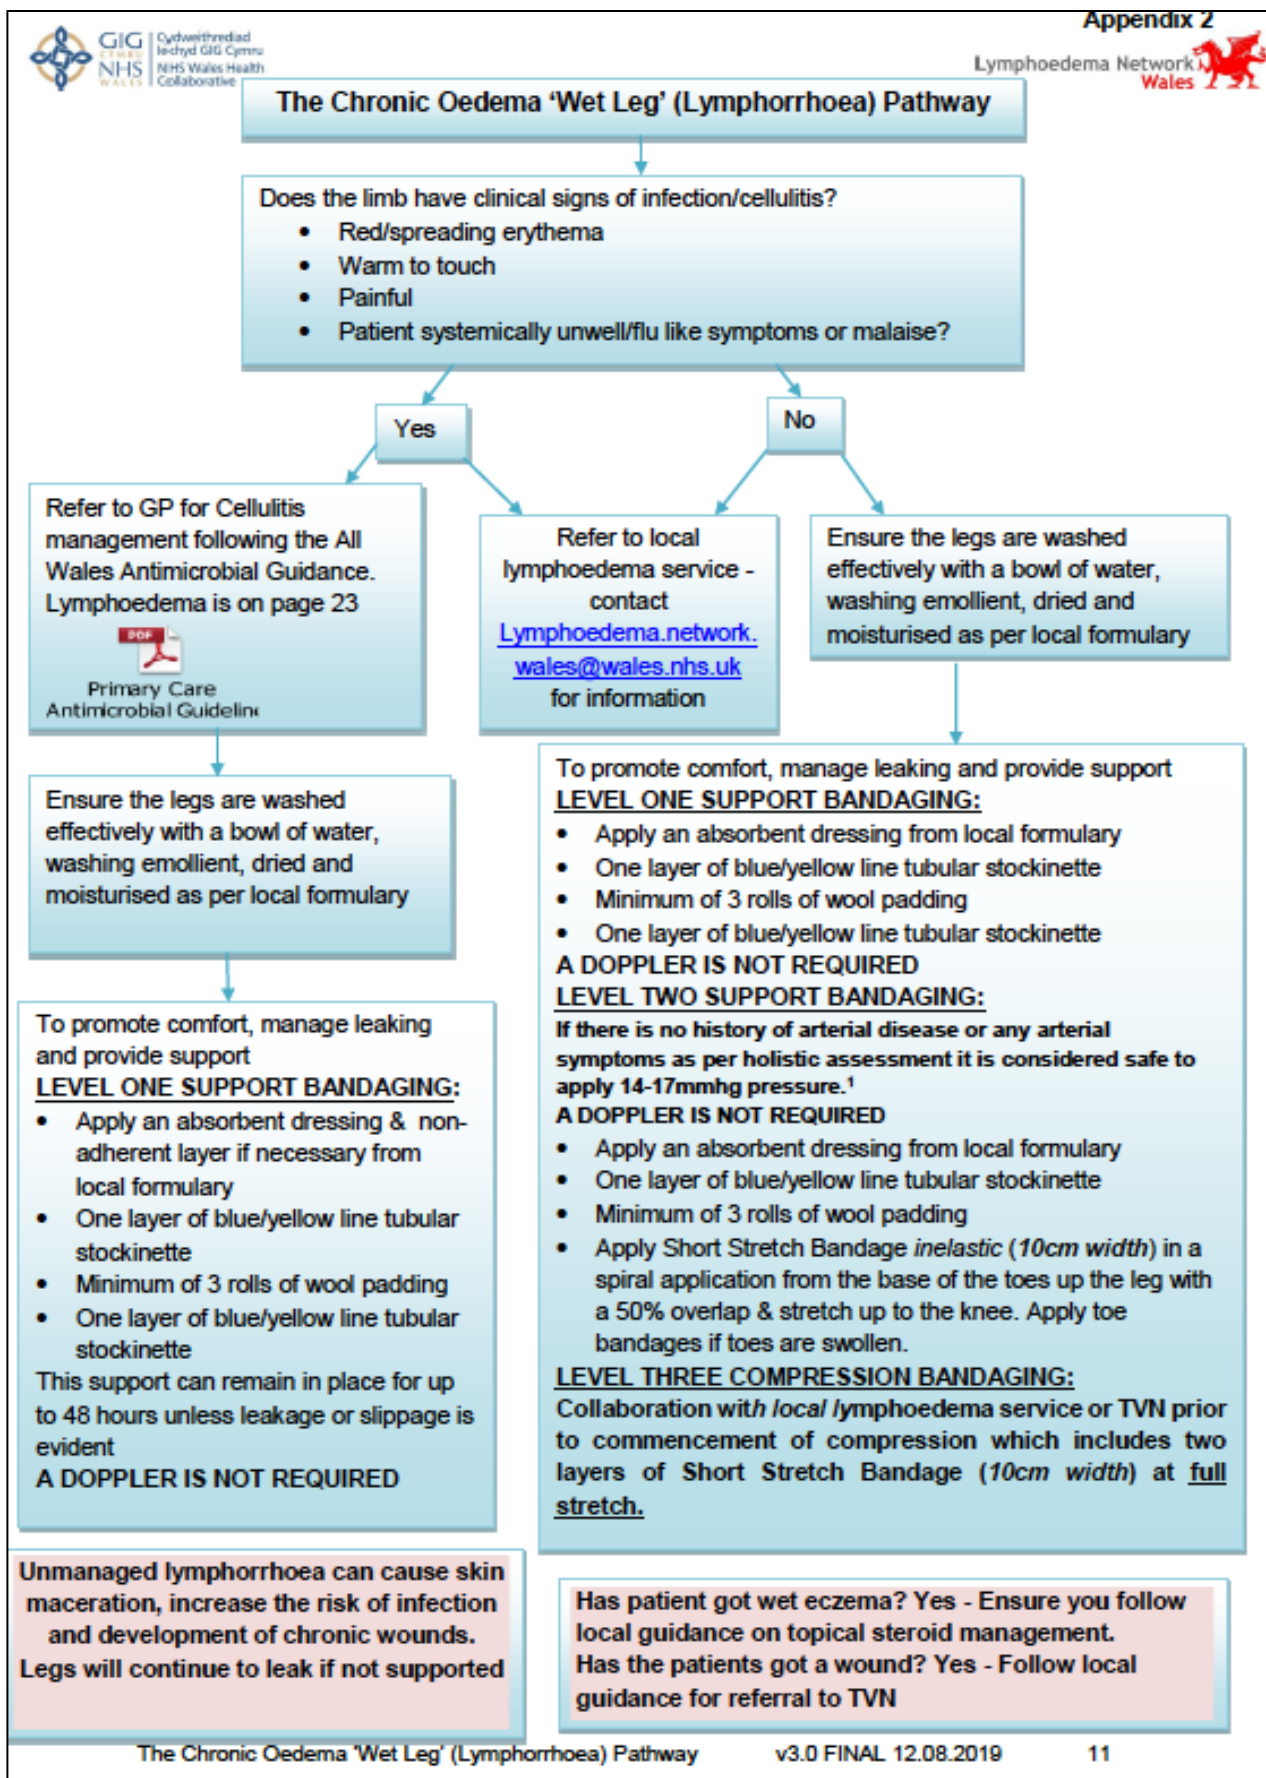 Appendix 2
GIG
CYMRU
NHS
WALES
Cydweithrediad
Iechyd GIG Cymru
NHS Wales Health
Collaborative
Lymphoedema Network
Wales
The Chronic Oedema ‘Wet Leg’ (Lymphorrhoea) Pathway
Does the limb have clinical signs of infection/cellulitis?
• Red/spreading erythema
• Warm to touch
• Painful
• Patient systemically unwell/flu like symptoms or malaise?
Yes
No
Refer to GP for Cellulitis
management following the All
Wales Antimicrobial Guidance.
Lymphoedema is on page 23
PDF
Primary Care
Antimicrobial Guideline
Refer to local
lymphoedema service -
contact
Lymphoedema.network.
wales@wales.nhs.uk
for information
Ensure the legs are washed
effectively with a bowl of water,
washing emollient, dried and
moisturised as per local formulary
Ensure the legs are washed
effectively with a bowl of water,
washing emollient, dried and
moisturised as per local formulary
To promote comfort, manage leaking
and provide support
LEVEL ONE SUPPORT BANDAGING:
• Apply an absorbent dressing & non-
adherent layer if necessary from
local formulary
• One layer of blue/yellow line tubular
stockinette
• Minimum of 3 rolls of wool padding
• One layer of blue/yellow line tubular
stockinette
This support can remain in place for up
to 48 hours unless leakage or slippage is
evident
A DOPPLER IS NOT REQUIRED
To promote comfort, manage leaking and provide support
LEVEL ONE SUPPORT BANDAGING:
• Apply an absorbent dressing from local formulary
• One layer of blue/yellow line tubular stockinette
• Minimum of 3 rolls of wool padding
• One layer of blue/yellow line tubular stockinette
A DOPPLER IS NOT REQUIRED
LEVEL TWO SUPPORT BANDAGING:
If there is no history of arterial disease or any arterial
symptoms as per holistic assessment it is considered safe to
apply 14-17mmhg pressure.¹
A DOPPLER IS NOT REQUIRED
• Apply an absorbent dressing from local formulary
• One layer of blue/yellow line tubular stockinette
• Minimum of 3 rolls of wool padding
• Apply Short Stretch Bandage inelastic (10cm width) in a
spiral application from the base of the toes up the leg with
a 50% overlap & stretch up to the knee. Apply toe
bandages if toes are swollen.
LEVEL THREE COMPRESSION BANDAGING:
Collaboration with local lymphoedema service or TVN prior
to commencement of compression which includes two
layers of Short Stretch Bandage (10cm width) at full
stretch.
Unmanaged lymphorrhoea can cause skin
maceration, increase the risk of infection
and development of chronic wounds.
Legs will continue to leak if not supported
Has patient got wet eczema? Yes - Ensure you follow
local guidance on topical steroid management.
Has the patients got a wound? Yes - Follow local
guidance for referral to TVN
The Chronic Oedema 'Wet Leg' (Lymphorrhoea) Pathway v3.0 FINAL 12.08.2019 11